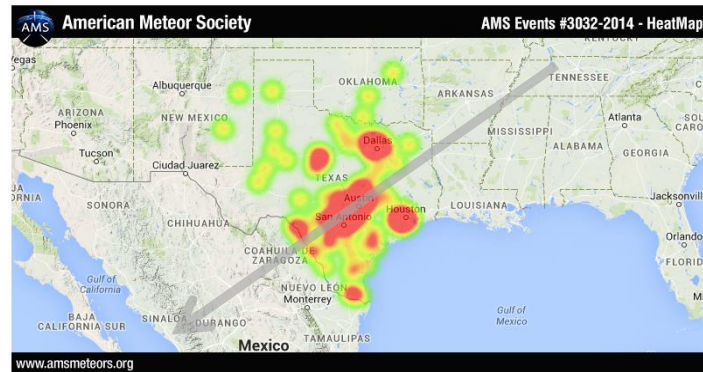 American Meteor Society
AMS Events #3032-2014 - HeatMap
AMS
KENTUCKY
Vegas
Albuquerque
OKLAHOMA
TENNESSEE
ARKANSAS
ARIZONA
Phoenix
NEW MEXICO
Atlanta
MISSISSIPPI
Dallas
ALABAMA
Tucson
GEORGIA
Ciudad Juarez
TEXAS
Jacksonville
SONORA
Austin
LOUISIANA
Houston
San Antonio
CHIHUAHUA
Orlando
COAHUILA DE
ZARAGOZA
FLORID
Gulf of
California
NUEVO LEÓN
Monterrey
Gulf of
Mexico
BAJA
CALIFORNIA SUR
SINALOA
DURANGO
Mexico
TAMAULIPAS
www.amsmeteors.org